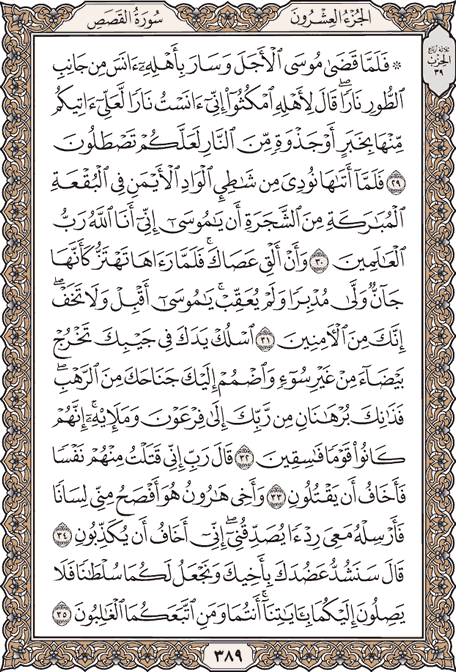 الجزء العشرون
سورة القصص
ثلاثة أرباع
الحزب
٣٩
۞ فَلَمَّا قَضَىٰ مُوسَى ٱلْأَجَلَ وَسَارَ بِأَهْلِهِۦٓ ءَانَسَ مِن جَانِبِ
ٱلطُّورِ نَارًاۖ قَالَ لِأَهْلِهِ ٱمْكُثُوٓا۟ إِنِّىٓ ءَانَسْتُ نَارًا لَّعَلِّىٓ ءَاتِيكُم
مِّنْهَا بِخَبَرٍ أَوْ جَذْوَةٍ مِّنَ ٱلنَّارِ لَعَلَّكُمْ تَصْطَلُونَ
٢٩ فَلَمَّآ أَتَىٰهَا نُودِىَ مِن شَٰطِئِ ٱلْوَادِ ٱلْأَيْمَنِ فِى ٱلْبُقْعَةِ
ٱلْمُبَٰرَكَةِ مِنَ ٱلشَّجَرَةِ أَن يَٰمُوسَىٰٓ إِنِّىٓ أَنَا ٱللَّهُ رَبُّ
ٱلْعَٰلَمِينَ ٣٠ وَأَنْ أَلْقِ عَصَاكَۚ فَلَمَّا رَءَاهَا تَهْتَزُّ كَأَنَّهَا
جَآنٌّ وَلَّىٰ مُدْبِرًا وَلَمْ يُعَقِّبْۚ يَٰمُوسَىٰٓ أَقْبِلْ وَلَا تَخَفْۖ
إِنَّكَ مِنَ ٱلْءَامِنِينَ ٣١ ٱسْلُكْ يَدَكَ فِى جَيْبِكَ تَخْرُجْ
بَيْضَآءَ مِنْ غَيْرِ سُوٓءٍ وَٱضْمُمْ إِلَيْكَ جَنَاحَكَ مِنَ ٱلرَّهْبِۖ
فَذَٰنِكَ بُرْهَٰنَانِ مِن رَّبِّكَ إِلَىٰ فِرْعَوْنَ وَمَلَإِي۟هِۦٓۚ إِنَّهُمْ
كَانُوا۟ قَوْمًا فَٰسِقِينَ ٣٢ قَالَ رَبِّ إِنِّى قَتَلْتُ مِنْهُمْ نَفْسًا
فَأَخَافُ أَن يَقْتُلُونِ ٣٣ وَأَخِى هَٰرُونُ هُوَ أَفْصَحُ مِنِّى لِسَانًا
فَأَرْسِلْهُ مَعِىَ رِدْءًا يُصَدِّقُنِىٓۖ إِنِّىٓ أَخَافُ أَن يُكَذِّبُونِ ٣٤
قَالَ سَنَشُدُّ عَضُدَكَ بِأَخِيكَ وَنَجْعَلُ لَكُمَا سُلْطَٰنًا فَلَا
يَصِلُونَ إِلَيْكُمَا بِـَٔايَٰتِنَآۚ أَنتُمَا وَمَنِ ٱتَّبَعَكُمَا ٱلْغَٰلِبُونَ ٣٥
٣٨٩